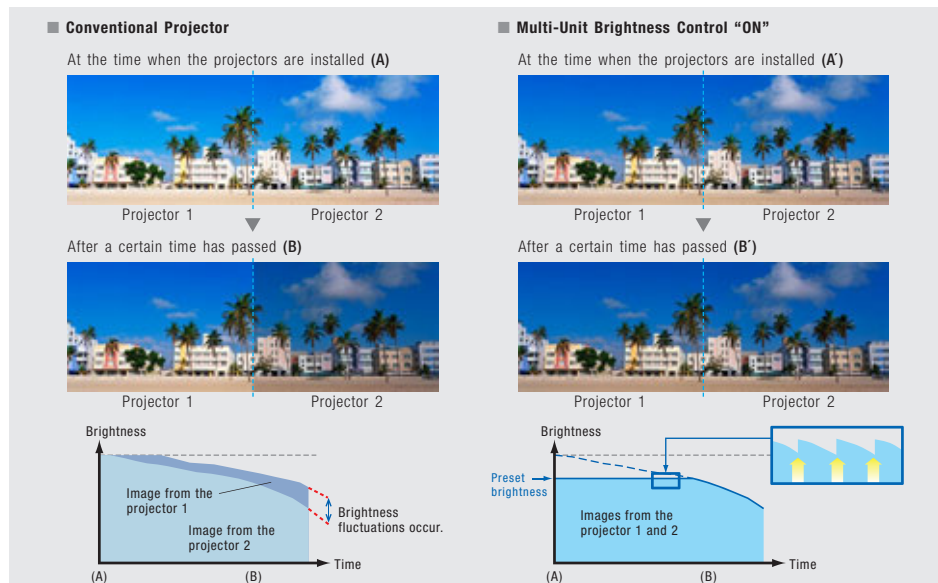 ■ Conventional Projector
At the time when the projectors are installed (A)
Projector 1
Projector 2
After a certain time has passed (B)
Projector 1
Projector 2
Brightness
Image from the
projector 1
Image from the
projector 2
Brightness
fluctuations occur.
Time
(A)
(B)
■ Multi-Unit Brightness Control “ON”
At the time when the projectors are installed (A´)
Projector 1
Projector 2
After a certain time has passed (B´)
Projector 1
Projector 2
Brightness
Preset
brightness
Images from the
projector 1 and 2
Time
(A)
(B)